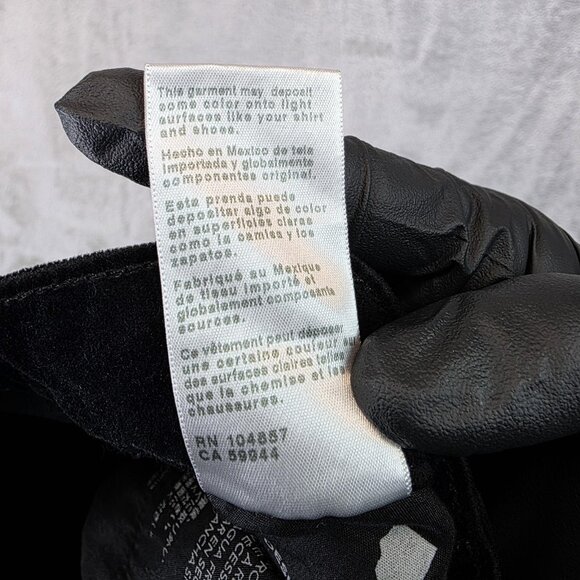 This garment may deposit
some color onto light
surfaces like your shirt
and shoes.
Hecho en Mexico de tela
importada y globalmente
componentes original.
Esta prenda puede
depositar algo de color
en superficies claras
como la camisa y los
zapatos.
Fabriqué au Mexique
de tissu importé et
globalement composants
sources.
Ce vêtement peut déposer
une certaine couleur sur
des surfaces claires telles
que la chemise et les
chaussures.
RN 104857
CA 59944